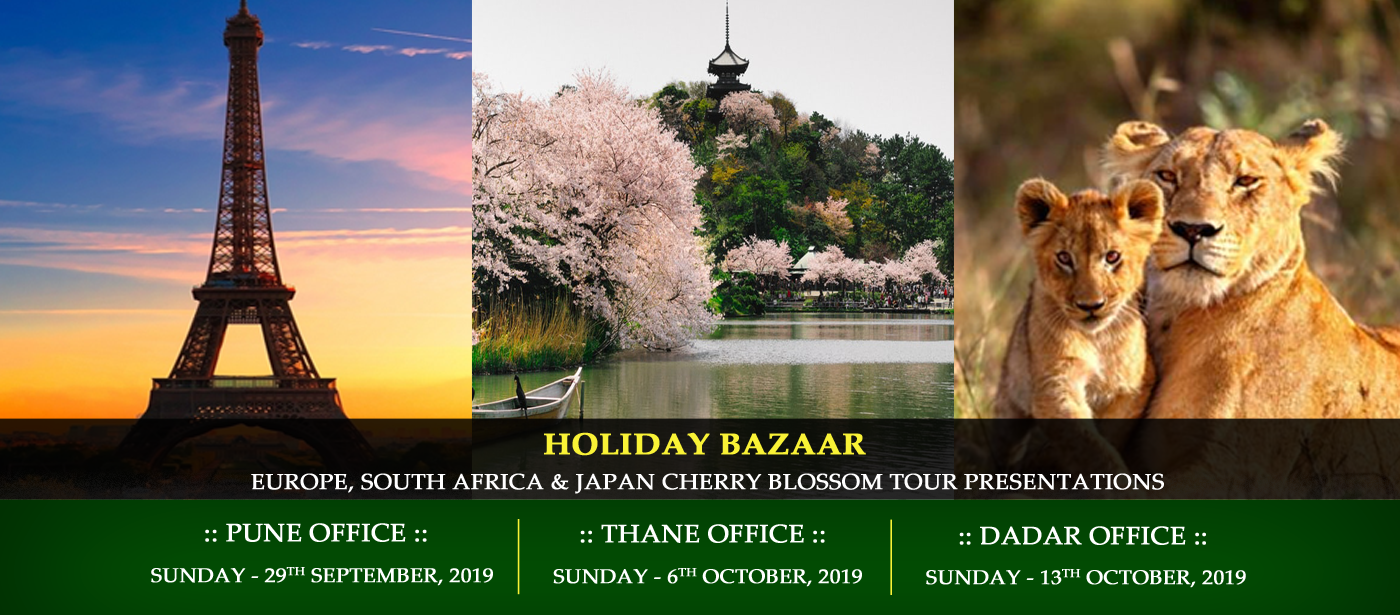 HOLIDAY BAZAAR
EUROPE, SOUTH AFRICA & JAPAN CHERRY BLOSSOM TOUR PRESENTATIONS
:: PUNE OFFICE ::
SUNDAY - 29TH SEPTEMBER, 2019
:: THANE OFFICE ::
SUNDAY - 6TH OCTOBER, 2019
:: DADAR OFFICE ::
SUNDAY - 13TH OCTOBER, 2019